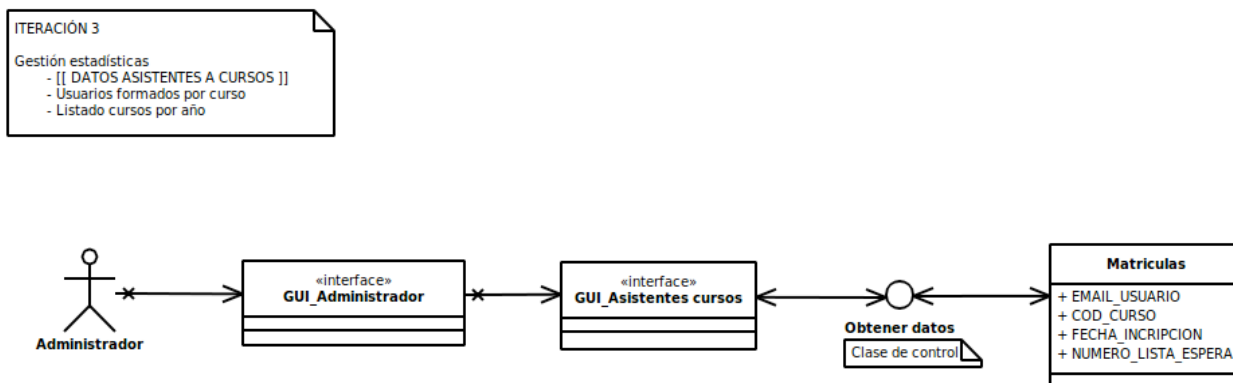 ITERACIÓN 3
Gestión estadísticas
- [[ DATOS ASISTENTES A CURSOS ]]
- Usuarios formados por curso
- Listado cursos por año
Administrador
«interface»
GUI_Administrador
«interface»
GUI_Asistentes cursos
Obtener datos
Clase de control
Matriculas
+ EMAIL_USUARIO
+ COD_CURSO
+ FECHA_INCRIPCION
+ NUMERO_LISTA_ESPERA